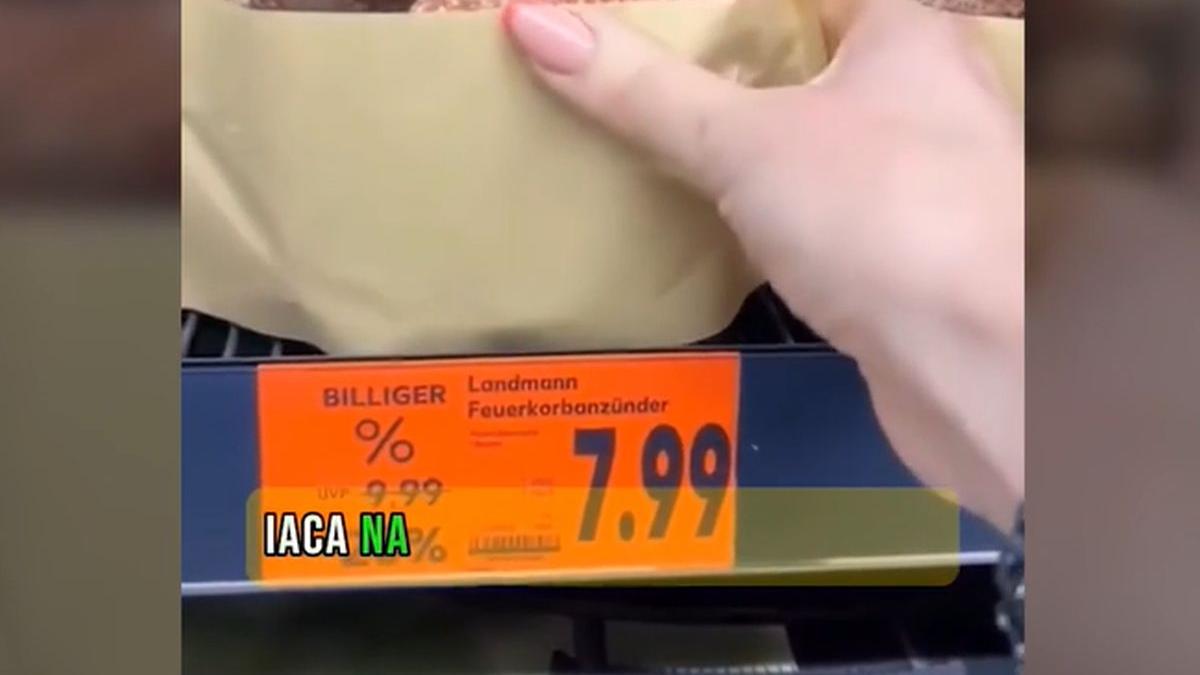 BILLIGER
%
UVP 9.99
Landmann
Feuerkorbanzünder
7.99
IACA NA